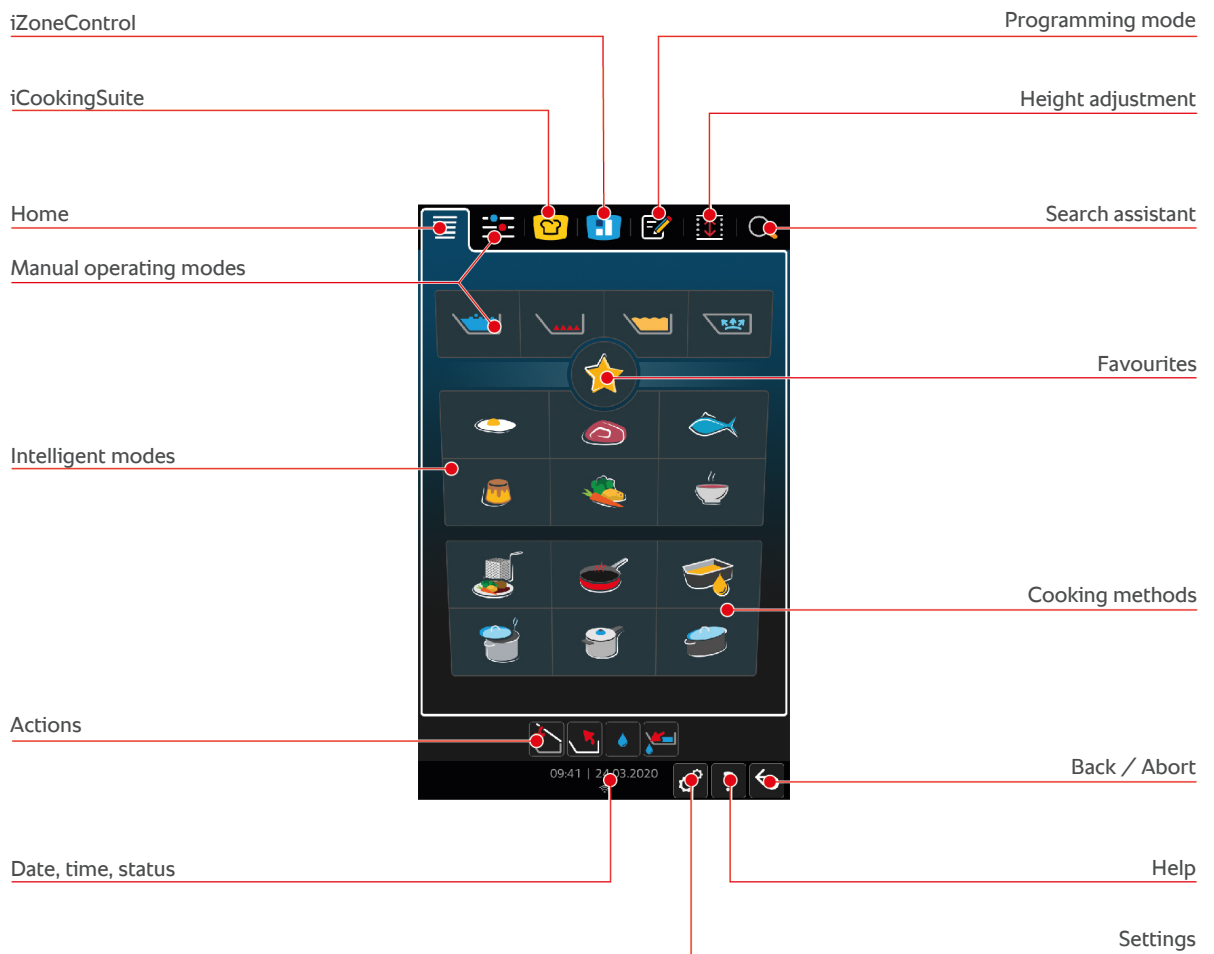 iZoneControl
Programming mode
iCookingSuite
Height adjustment
Home
Search assistant
Manual operating modes
Favourites
Intelligent modes
Cooking methods
Actions
Back / Abort
09:41 | 24.03.2020
Date, time, status
Help
Settings